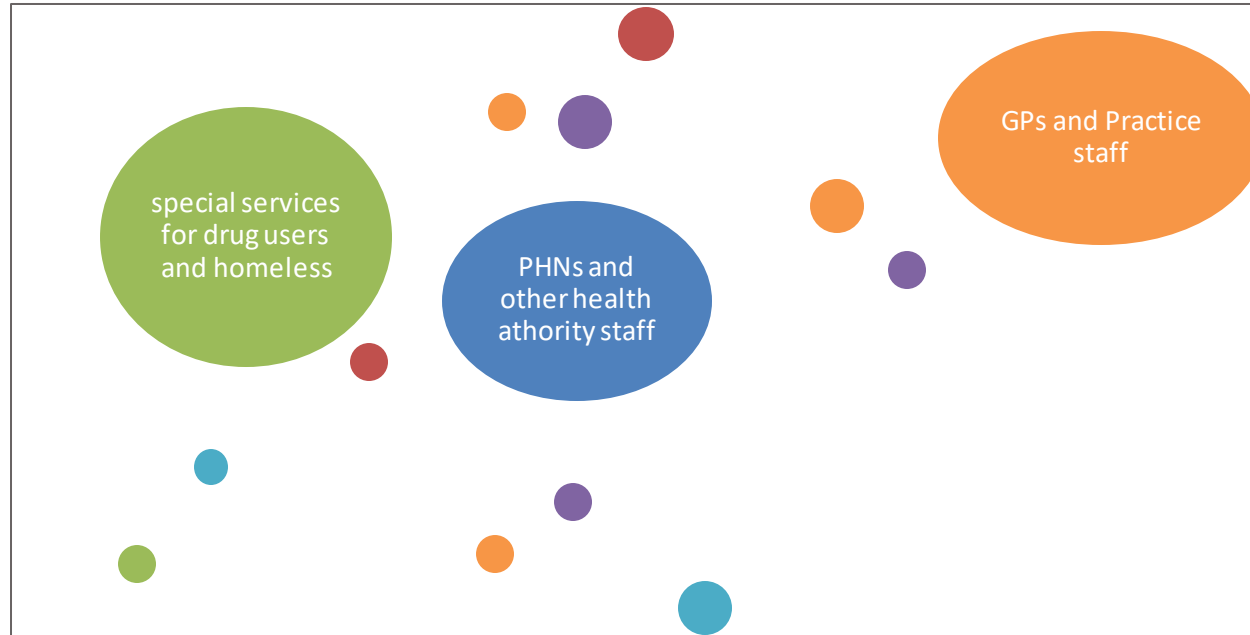 special services
for drug users
and homeless
PHNs and
other health
athority staff
GPs and Practice
staff